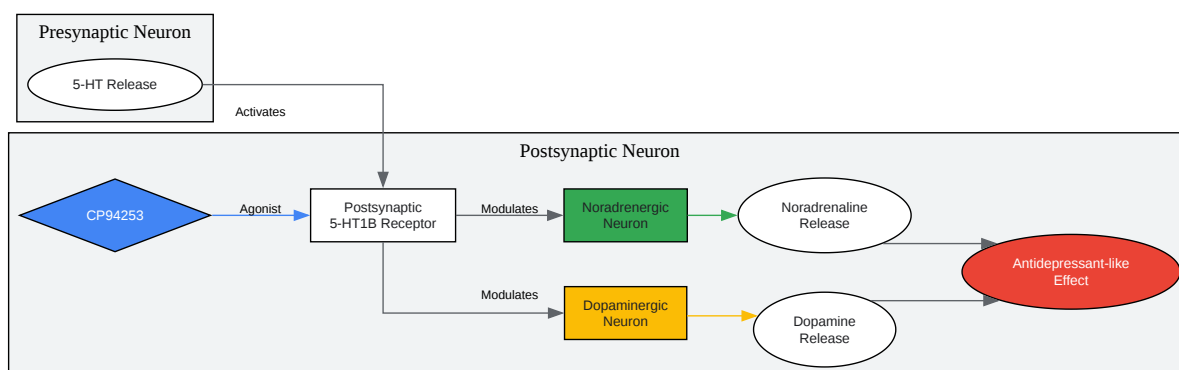 Presynaptic Neuron
5-HT Release
Activates
Postsynaptic Neuron
CP94253
Agonist
Postsynaptic
5-HT1B Receptor
Modulates
Noradrenergic
Neuron
Noradrenaline
Release
Antidepressant-like
Effect
Modulates
Dopaminergic
Neuron
Dopamine
Release